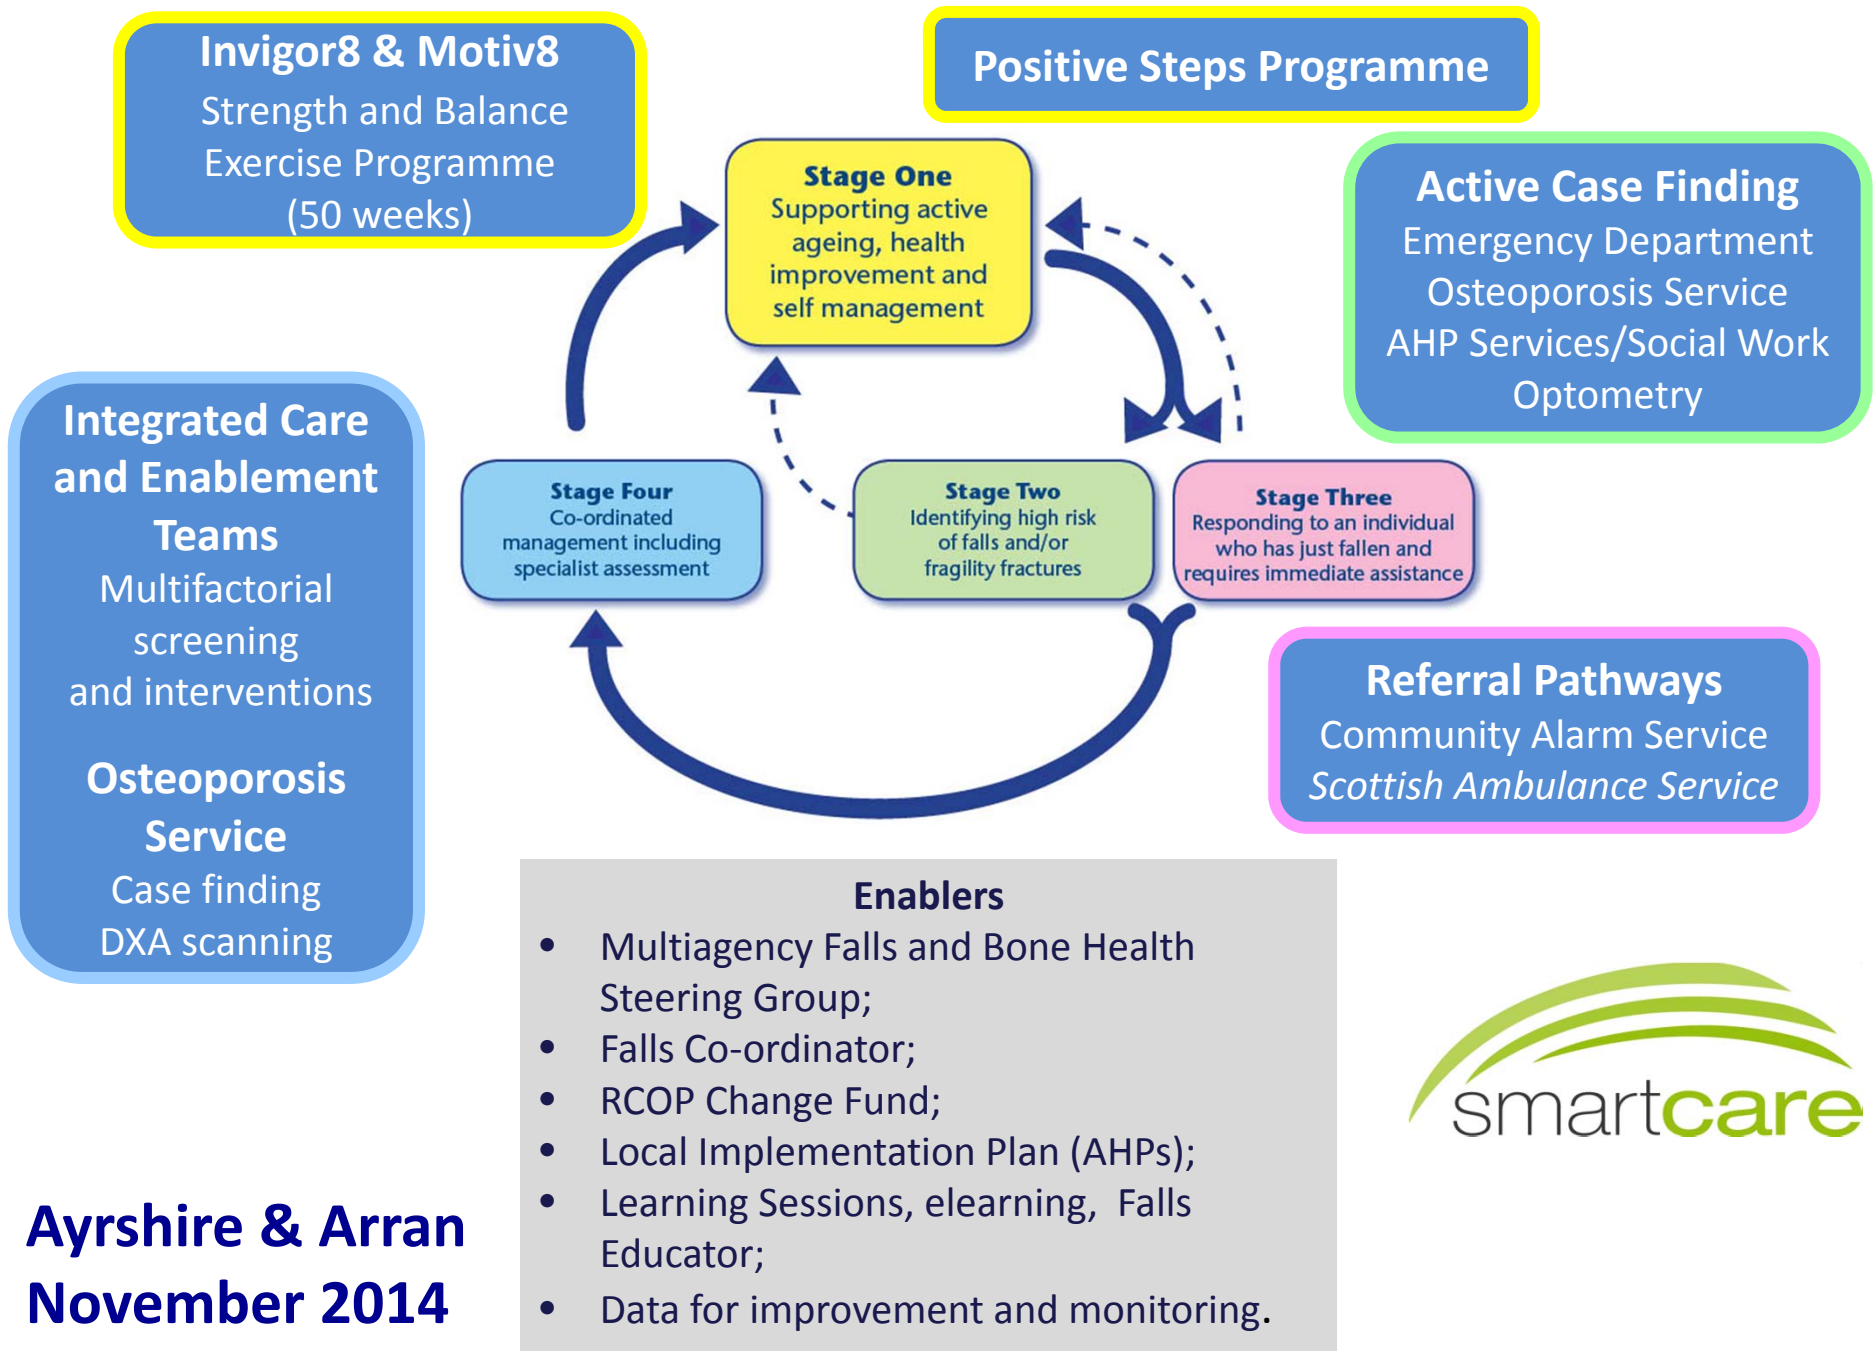 Invigor8 & Motiv8
Strength and Balance
Exercise Programme
(50 weeks)
Positive Steps Programme
Stage One
Supporting active
ageing, health
improvement and
self management
Active Case Finding
Emergency Department
Osteoporosis Service
AHP Services/Social Work
Optometry
Integrated Care
and Enablement
Teams
Multifactorial
screening
and interventions
Osteoporosis
Service
Case finding
DXA scanning
Stage Four
Co-ordinated
management including
specialist assessment
Stage Two
Identifying high risk
of falls and/or
fragility fractures
Stage Three
Responding to an individual
who has just fallen and
requires immediate assistance
Referral Pathways
Community Alarm Service
Scottish Ambulance Service
Enablers
• Multiagency Falls and Bone Health
Steering Group;
• Falls Co-ordinator;
• RCOP Change Fund;
• Local Implementation Plan (AHPs);
• Learning Sessions, elearning, Falls
Educator;
• Data for improvement and monitoring.
smartcare
Ayrshire & Arran
November 2014